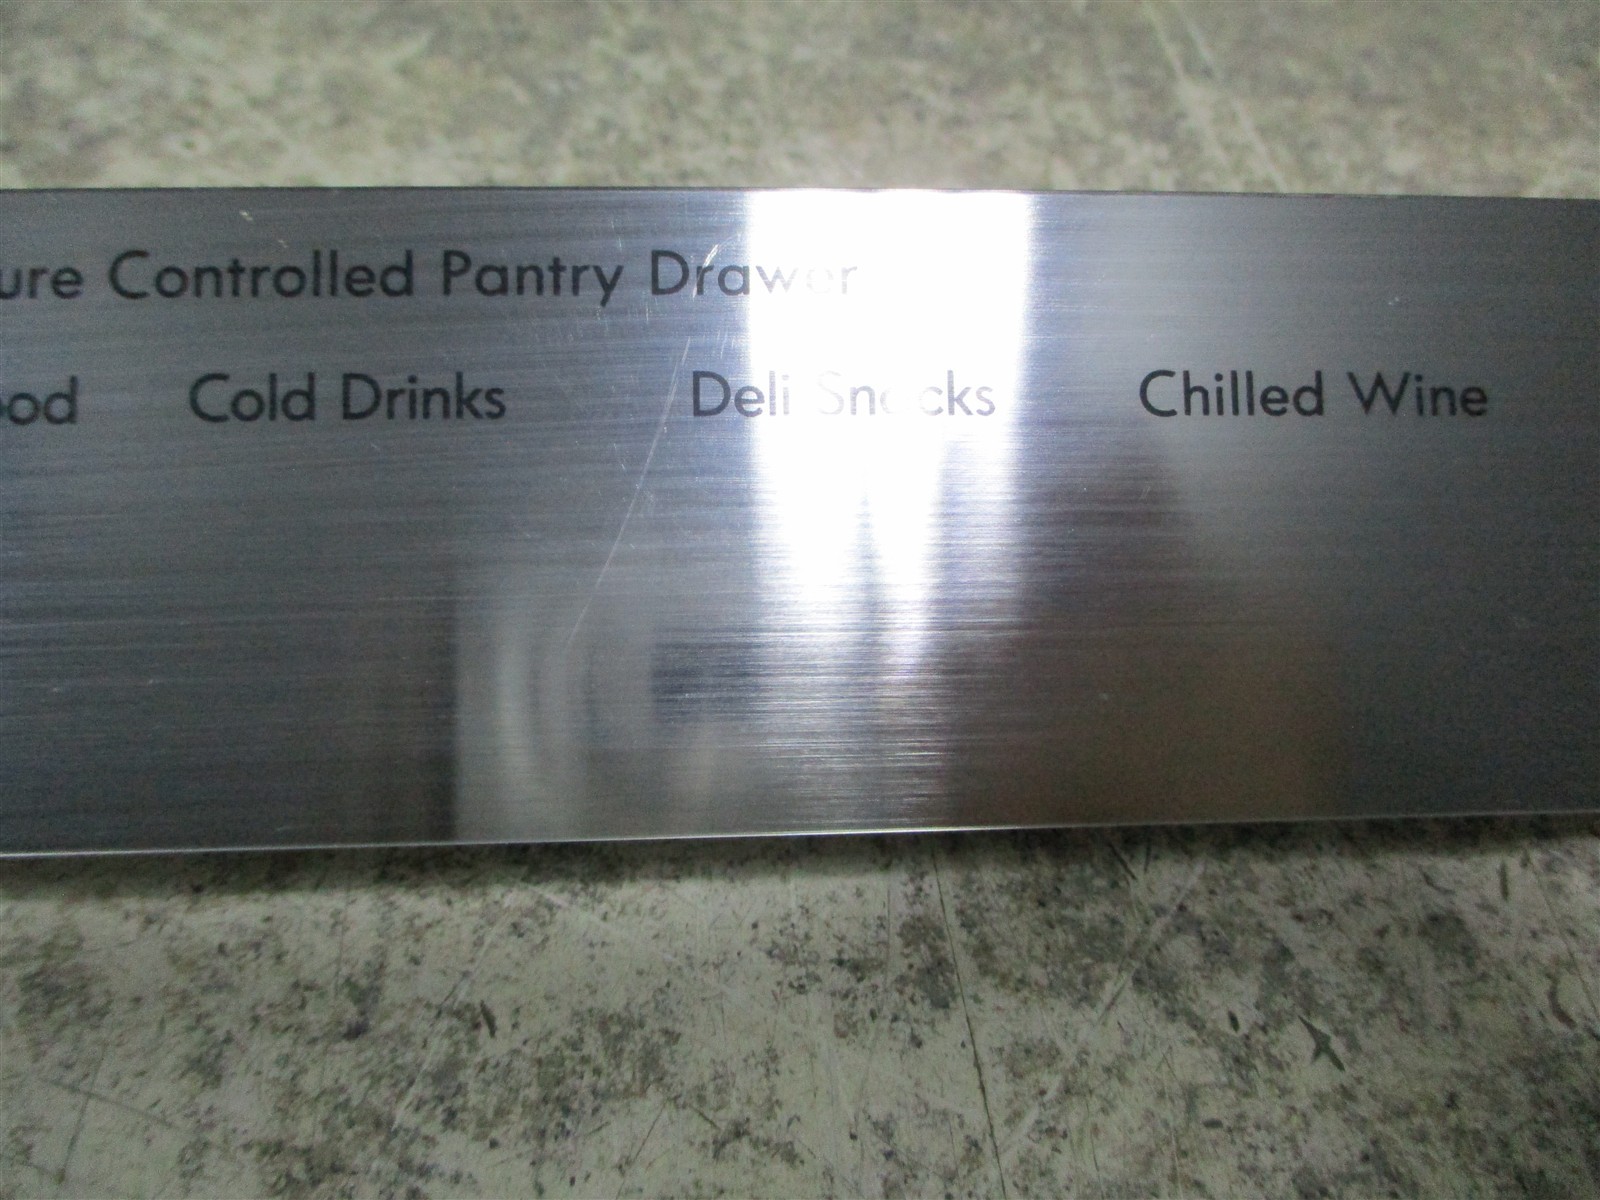 ure Controlled Pantry Drawer
ood Cold Drinks Deli Snacks Chilled Wine